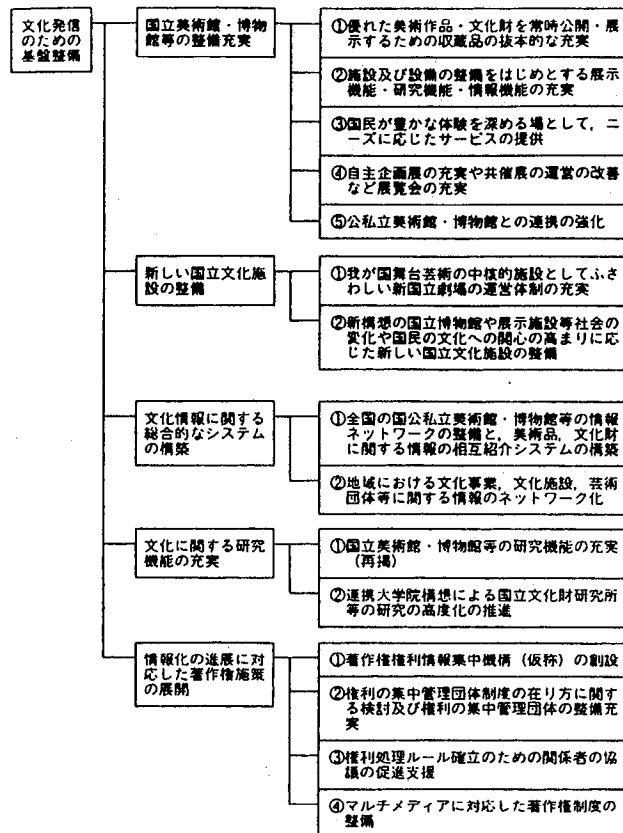 文化発信
のための
基盤整備
国立美術館・博物
館等の整備充実
①優れた美術作品・文化財を常時公開・展
示するための収蔵品の抜本的な充実
②施設及び設備の整備をはじめとする展示
機能・研究機能・情報機能の充実
③国民が豊かな体験を深める場として，ニ
ーズに応じたサービスの提供
④自主企画展の充実や共催展の運営の改善
など展覧会の充実
⑤公私立美術館・博物館との連携の強化
新しい国立文化施
設の整備
①我が国舞台芸術の中核的施設としてふさ
わしい新国立劇場の運営体制の充実
②新構想の国立博物館や展示施設等社会の
変化や国民の文化への関心の高まりに応
じた新しい国立文化施設の整備
文化情報に関する
総合的なシステム
の構築
①全国の国公私立美術館・博物館等の情報
ネットワークの整備と，美術品，文化財
に関する情報の相互紹介システムの構築
②地域における文化事業，文化施設，芸術
団体等に関する情報のネットワーク化
文化に関する研究
機能の充実
①国立美術館・博物館等の研究機能の充実
（再掲）
②連携大学院構想による国立文化財研究所
等の研究の高度化の推進
情報化の進展に対
応した著作権施策
の展開
①著作権権利情報集中機構（仮称）の創設
②権利の集中管理団体制度の在り方に関す
る検討及び権利の集中管理団体の整備充
実
③権利処理ルール確立のための関係者の協
議の促進支援
④マルチメディアに対応した著作権制度の
整備